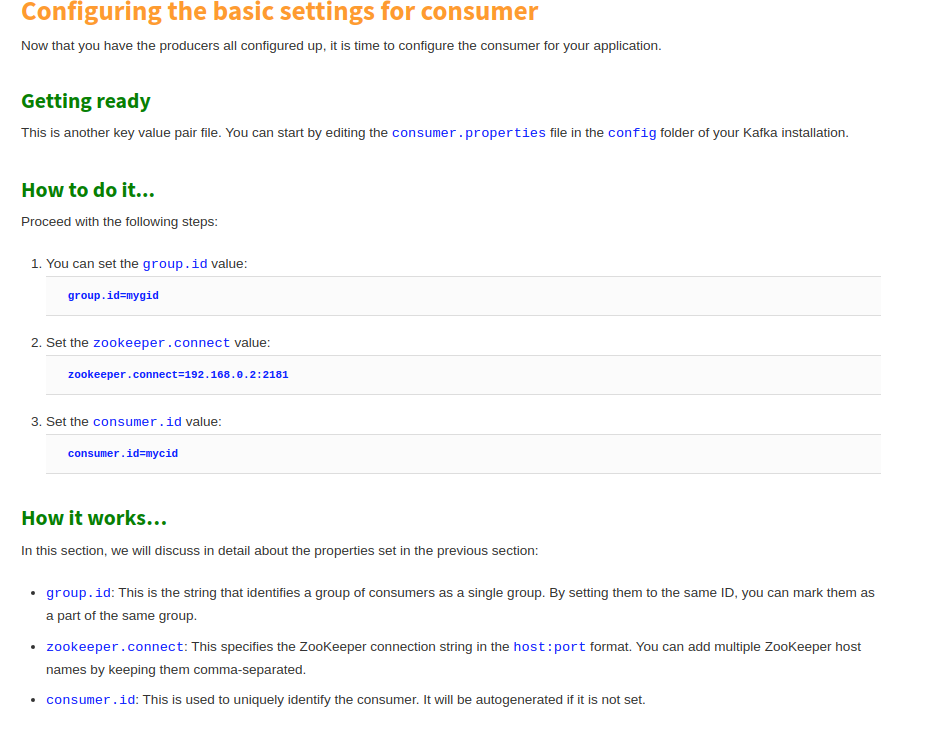 Configuring the basic settings for consumer
Now that you have the producers all configured up, it is time to configure the consumer for your application.
Getting ready
This is another key value pair file. You can start by editing the consumer.properties file in the config folder of your Kafka installation.
How to do it...
Proceed with the following steps:
1. You can set the group.id value:
group.id=mygid
2. Set the zookeeper.connect value:
zookeeper.connect=192.168.0.2:2181
3. Set the consumer.id value:
consumer.id=mycid
How it works...
In this section, we will discuss in detail about the properties set in the previous section:
• group.id: This is the string that identifies a group of consumers as a single group. By setting them to the same ID, you can mark them as
a part of the same group.
• zookeeper.connect: This specifies the ZooKeeper connection string in the host:port format. You can add multiple ZooKeeper host
names by keeping them comma-separated.
• consumer.id: This is used to uniquely identify the consumer. It will be autogenerated if it is not set.